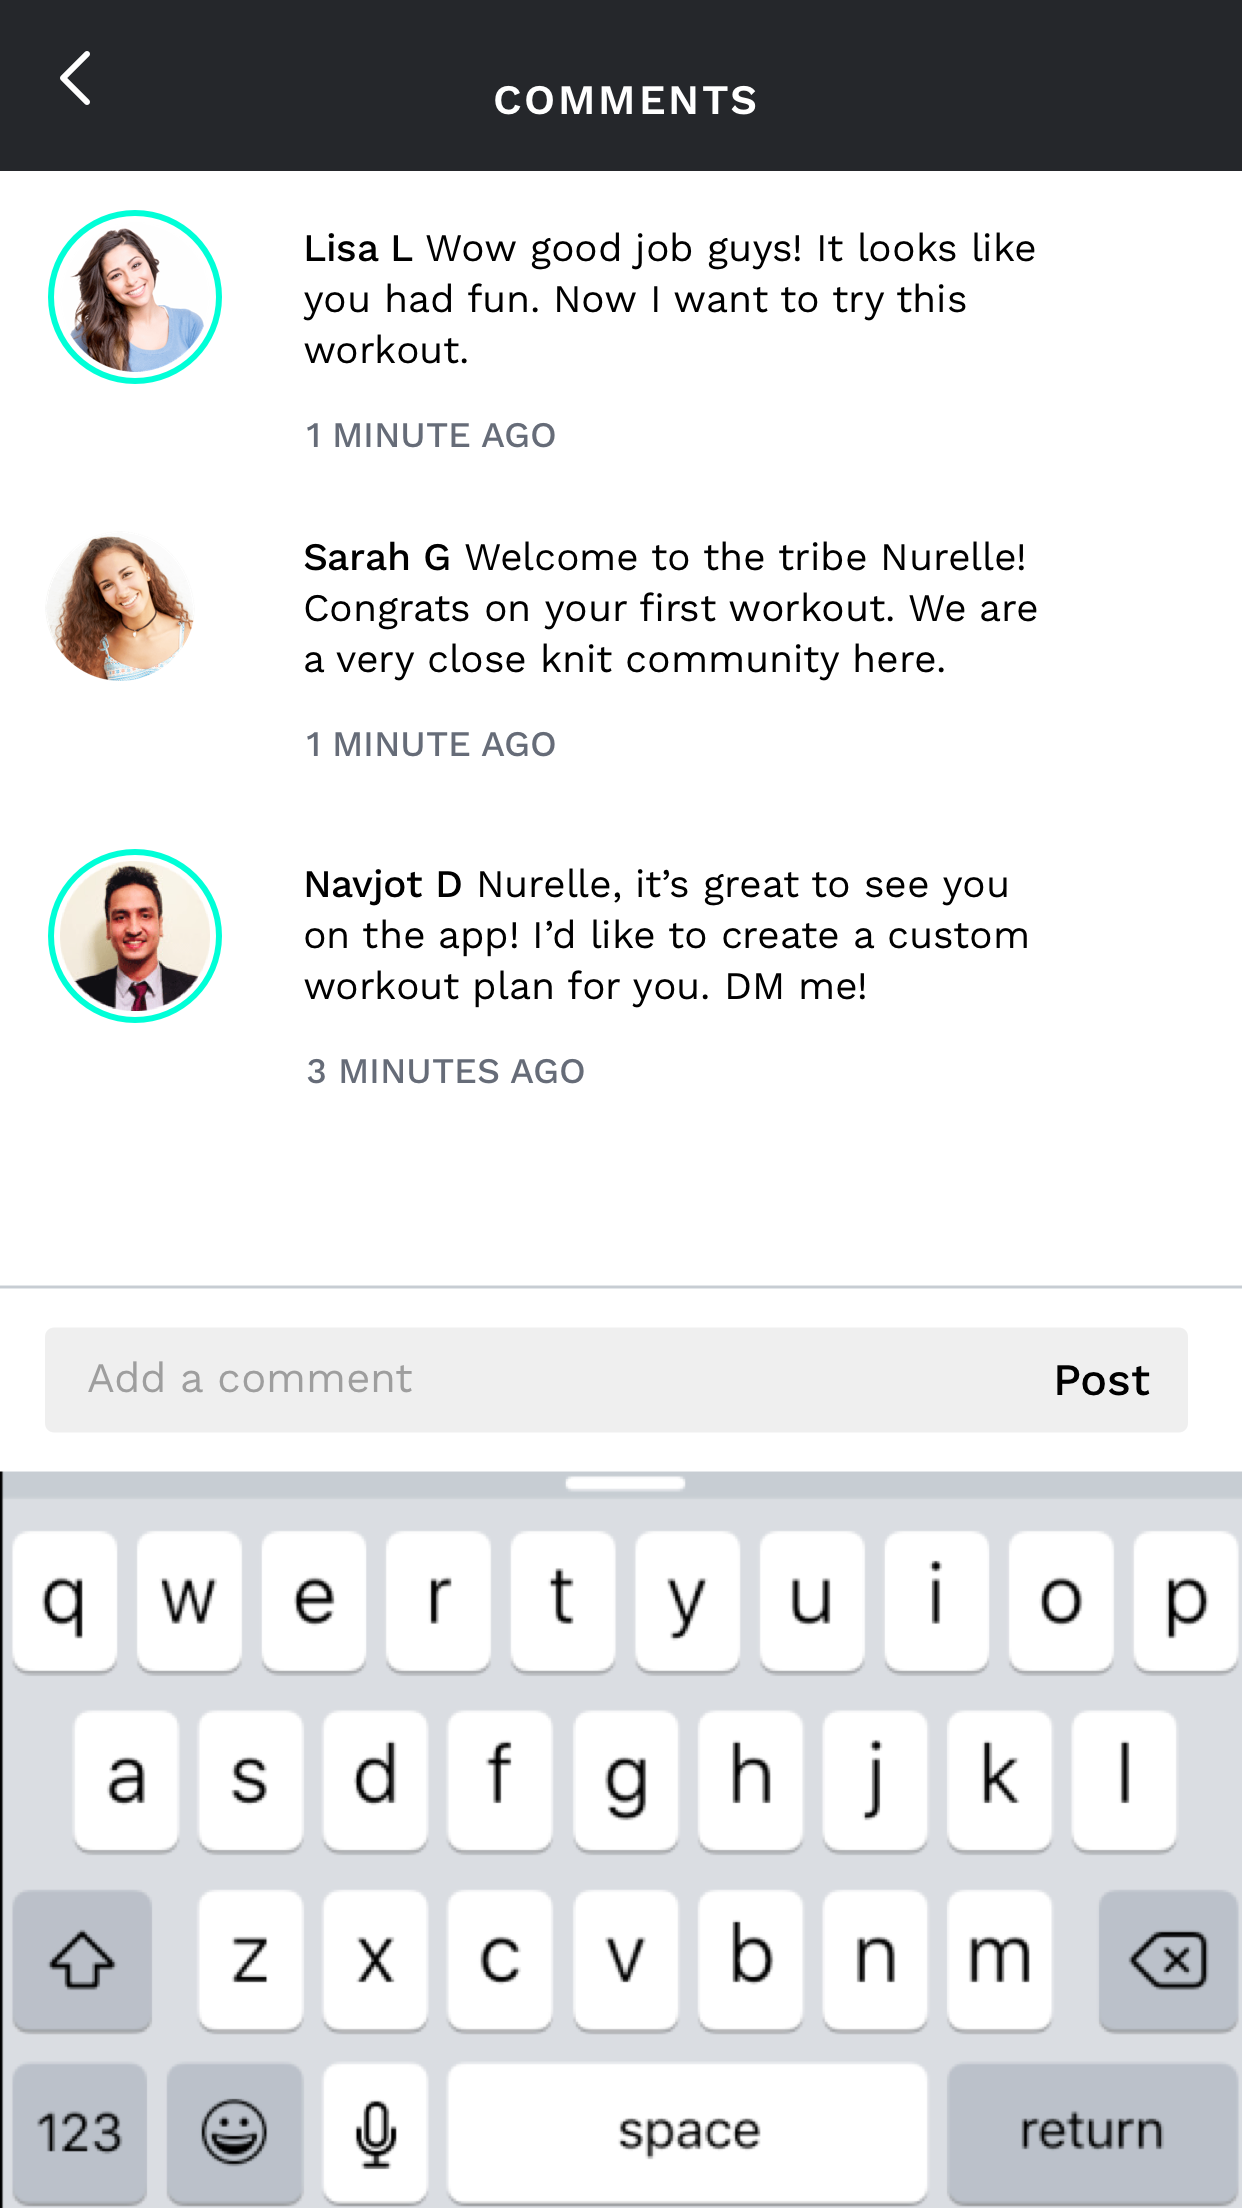 COMMENTS
Lisa L Wow good job guys! It looks like
you had fun. Now I want to try this
workout.
1 MINUTE AGO
Sarah G Welcome to the tribe Nurelle!
Congrats on your first workout. We are
a very close knit community here.
1 MINUTE AGO
Navjot D Nurelle, it’s great to see you
on the app! I’d like to create a custom
workout plan for you. DM me!
3 MINUTES AGO
Add a comment Post
q w e r t y u i o p
a s d f g h j k l
z x c v b n m
123 space return